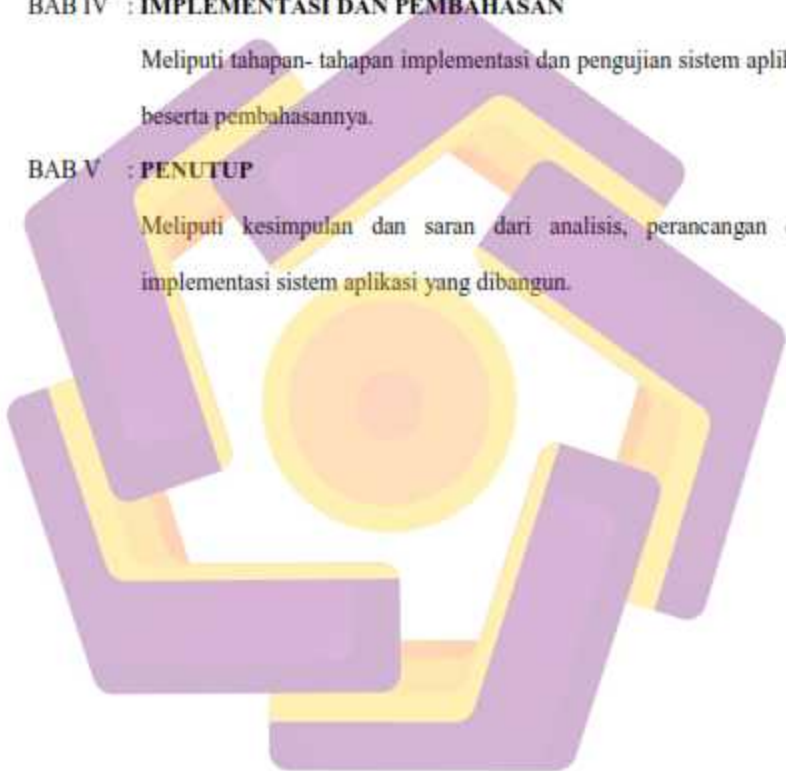 BAB IV : IMPLEMENTASI DAN PEMBAHASAN
Meliputi tahapan- tahapan implementasi dan pengujian sistem
beserta pembahasannya.
BAB V : PENUTUP
Meliputi kesimpulan dan saran dari analisis, perancangan
implementasi sistem aplikasi yang dibangun.